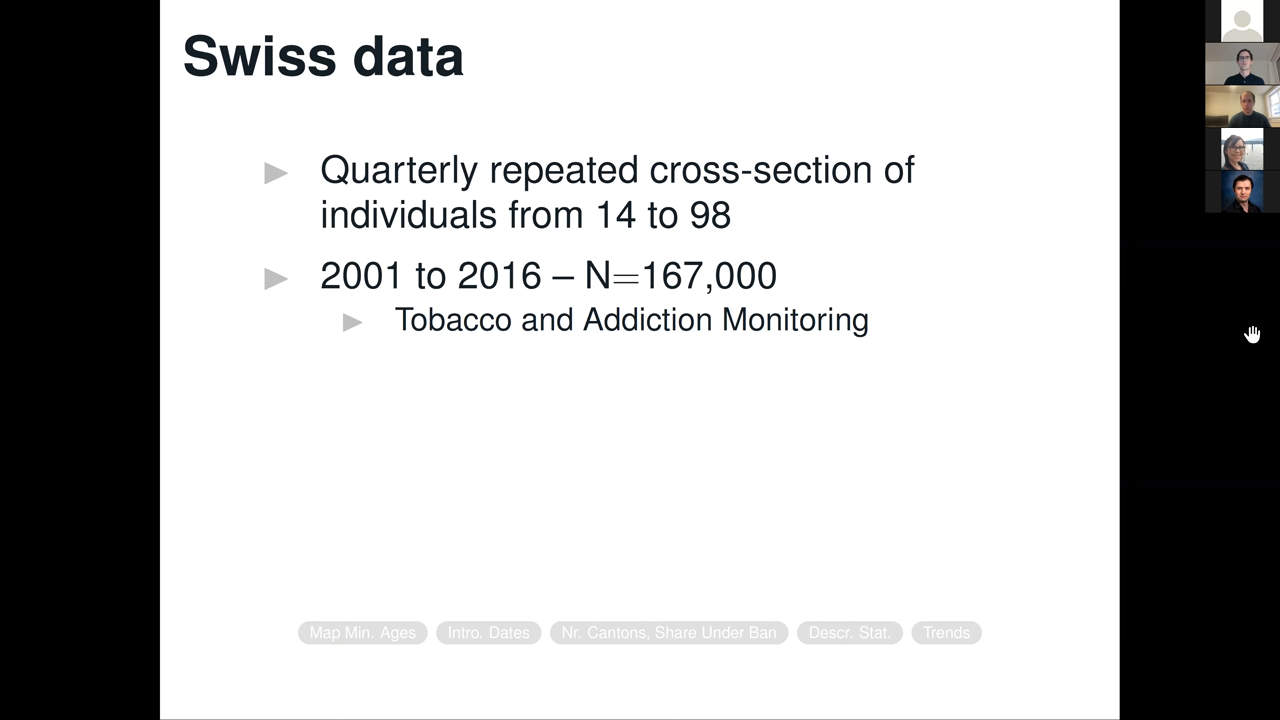 Swiss data
Quarterly repeated cross-section of
individuals from 14 to 98
2001 to 2016 – N=167,000
Tobacco and Addiction Monitoring
Map Min. Ages
Intro. Dates
Nr. Cantons, Share Under Ban
Descr. Stat.
Trends